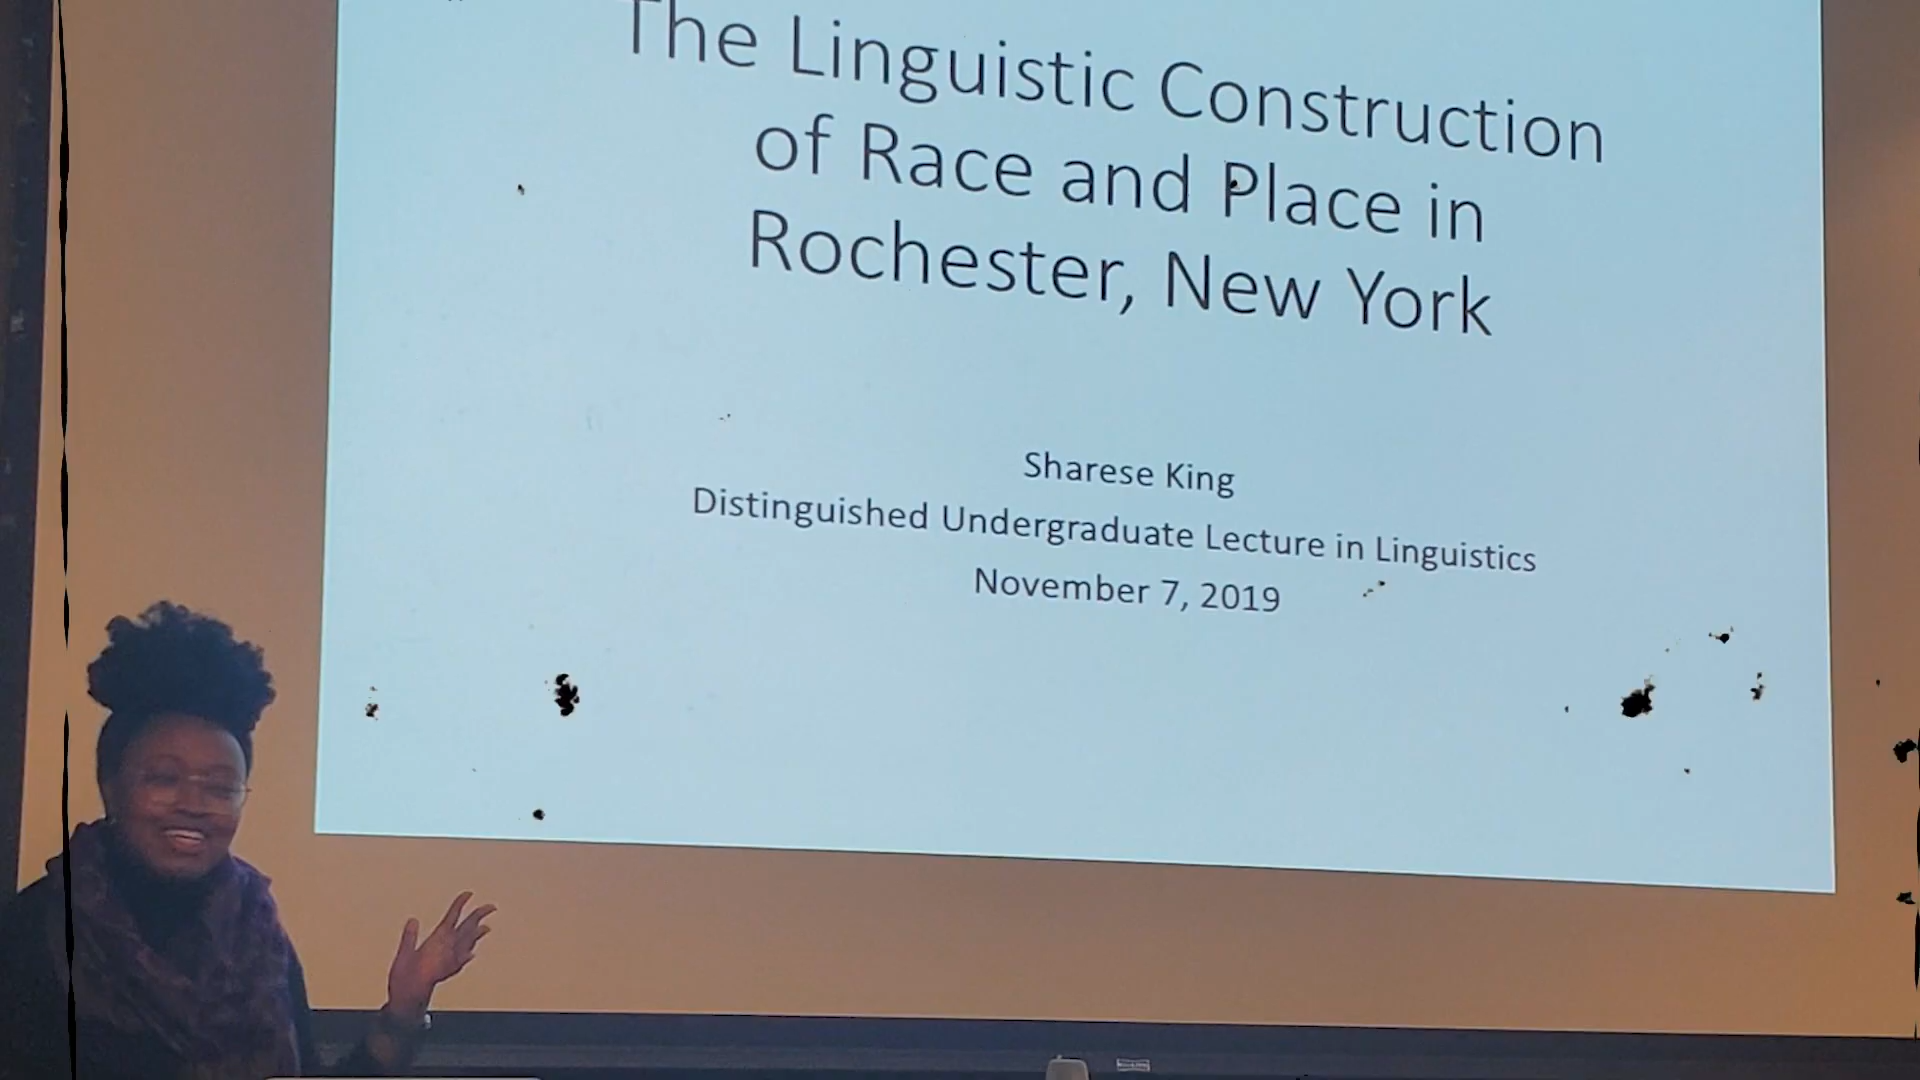 The Linguistic Construction
of Race and Place in
Rochester, New York
Sharese King
Distinguished Undergraduate Lecture in Linguistics
November 7, 2019